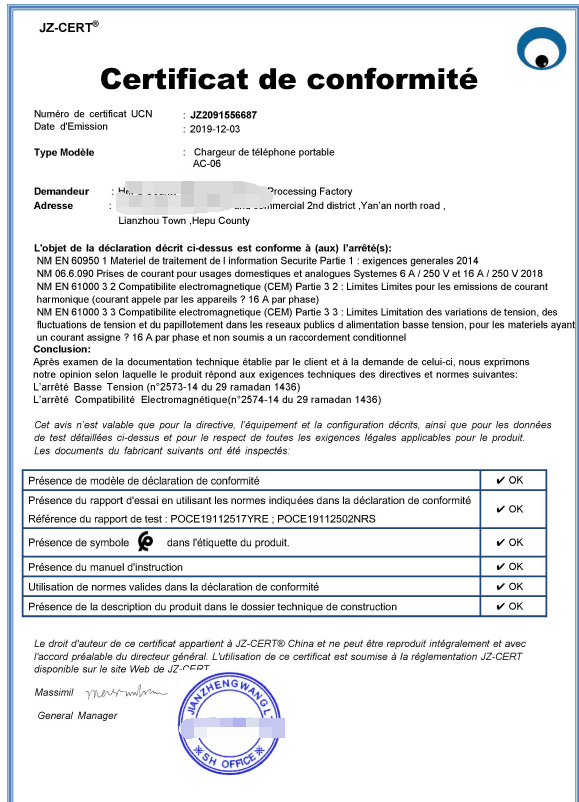 JZ-CERT®
Certificat de conformité
Numéro de certificat UCN : JZ2091556687
Date d'Emission : 2019-12-03
Type Modèle : Chargeur de téléphone portable
AC-06
Demandeur : Processing Factory
Adresse : commercial 2nd district ,Yan'an north road ,
Lianzhou Town ,Hepu County
L'objet de la déclaration décrit ci-dessus est conforme à (aux) l'arrêté(s):
NM EN 60950 1 Materiel de traitement de l information Securite Partie 1 : exigences generales 2014
NM 06.6.090 Prises de courant pour usages domestiques et analogues Systemes 6 A / 250 V et 16 A / 250 V 2018
NM EN 61000 3 2 Compatibilite electromagnetique (CEM) Partie 3 2 : Limites Limites pour les emissions de courant
harmonique (courant appele par les appareils ? 16 A par phase)
NM EN 61000 3 3 Compatibilite electromagnetique (CEM) Partie 3 3 : Limites Limitation des variations de tension, des
fluctuations de tension et du papillotement dans les reseaux publics d alimentation basse tension, pour les materiels ayant
un courant assigne ? 16 A par phase et non soumis a un raccordement conditionnel
Conclusion:
Après examen de la documentation technique établie par le client et à la demande de celui-ci, nous exprimons
notre opinion selon laquelle le produit répond aux exigences techniques des directives et normes suivantes:
L'arrêté Basse Tension (n°2573-14 du 29 ramadan 1436)
L'arrêté Compatibilité Electromagnétique(n°2574-14 du 29 ramadan 1436)
Cet avis n'est valable que pour la directive, l'équipement et la configuration décrits, ainsi que pour les données
de test détaillées ci-dessus et pour le respect de toutes les exigences légales applicables pour le produit.
Les documents du fabricant suivants ont été inspectés:
Présence de modèle de déclaration de conformité ✔ OK
Présence du rapport d'essai en utilisant les normes indiquées dans la déclaration de conformité
Référence du rapport de test : POCE19112517YRE ; POCE19112502NRS ✔ OK
Présence de symbole dans l'étiquette du produit. ✔ OK
Présence du manuel d'instruction ✔ OK
Utilisation de normes valides dans la déclaration de conformité ✔ OK
Présence de la description du produit dans le dossier technique de construction ✔ OK
Le droit d'auteur de ce certificat appartient à JZ-CERT® China et ne peut être reproduit intégralement et avec
l'accord préalable du directeur général. L'utilisation de ce certificat est soumise à la réglementation JZ-CERT
disponible sur le site Web de JZ-CERT
Massimil
General Manager
JIANZHENGWANG L
SH OFFICE